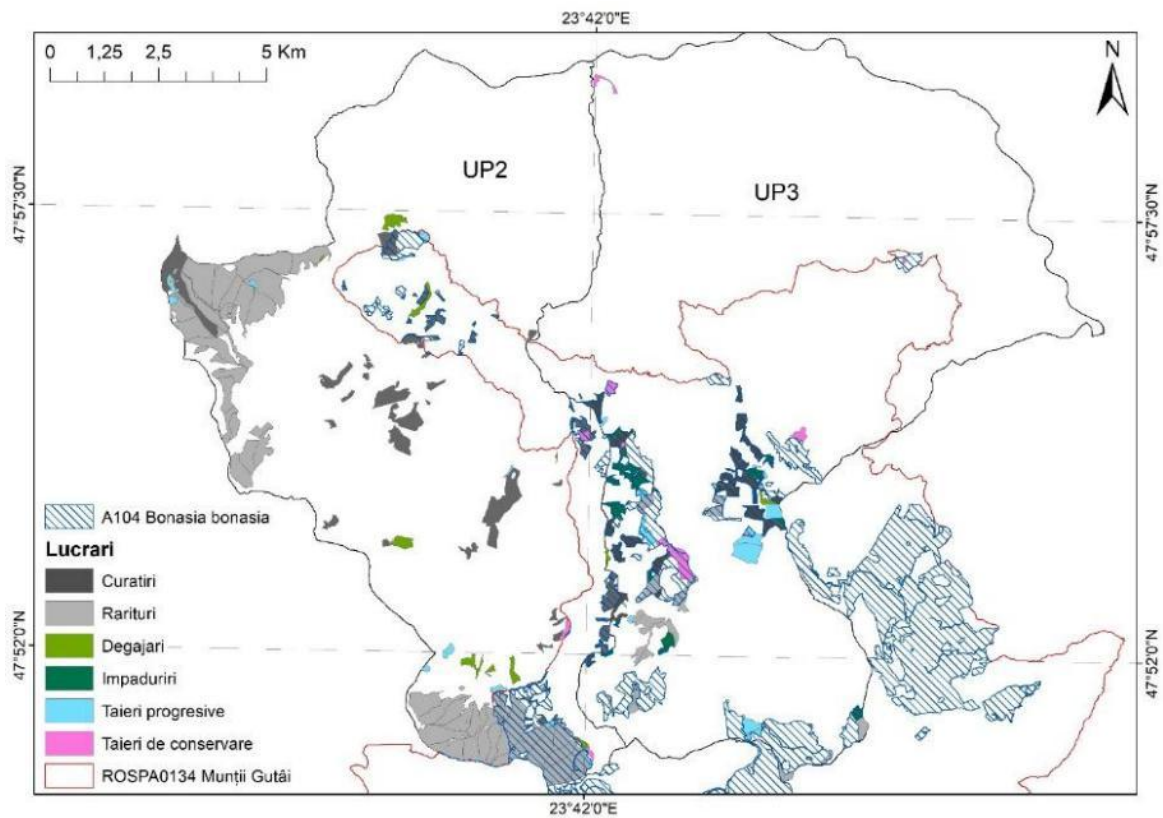 23°42'0"E
0 1,25 2,5 5 Km
N
UP2
UP3
47°57'30"N
47°57'30"N
A104 Bonasia bonasia
Lucrari
Curatiri
Rarituri
Degajari
Impaduriri
Taieri progresive
Taieri de conservare
ROSPA0134 Munții Gutâi
47°52'0"N
47°52'0"N
23°42'0"E